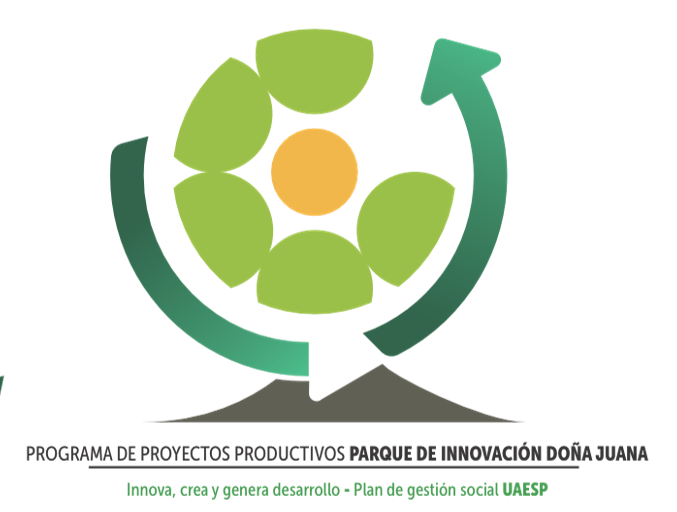 PROGRAMA DE PROYECTOS PRODUCTIVOS PARQUE DE INNOVACIÓN DOÑA JUANA
Innova, crea y genera desarrollo - Plan de gestión social UAESP